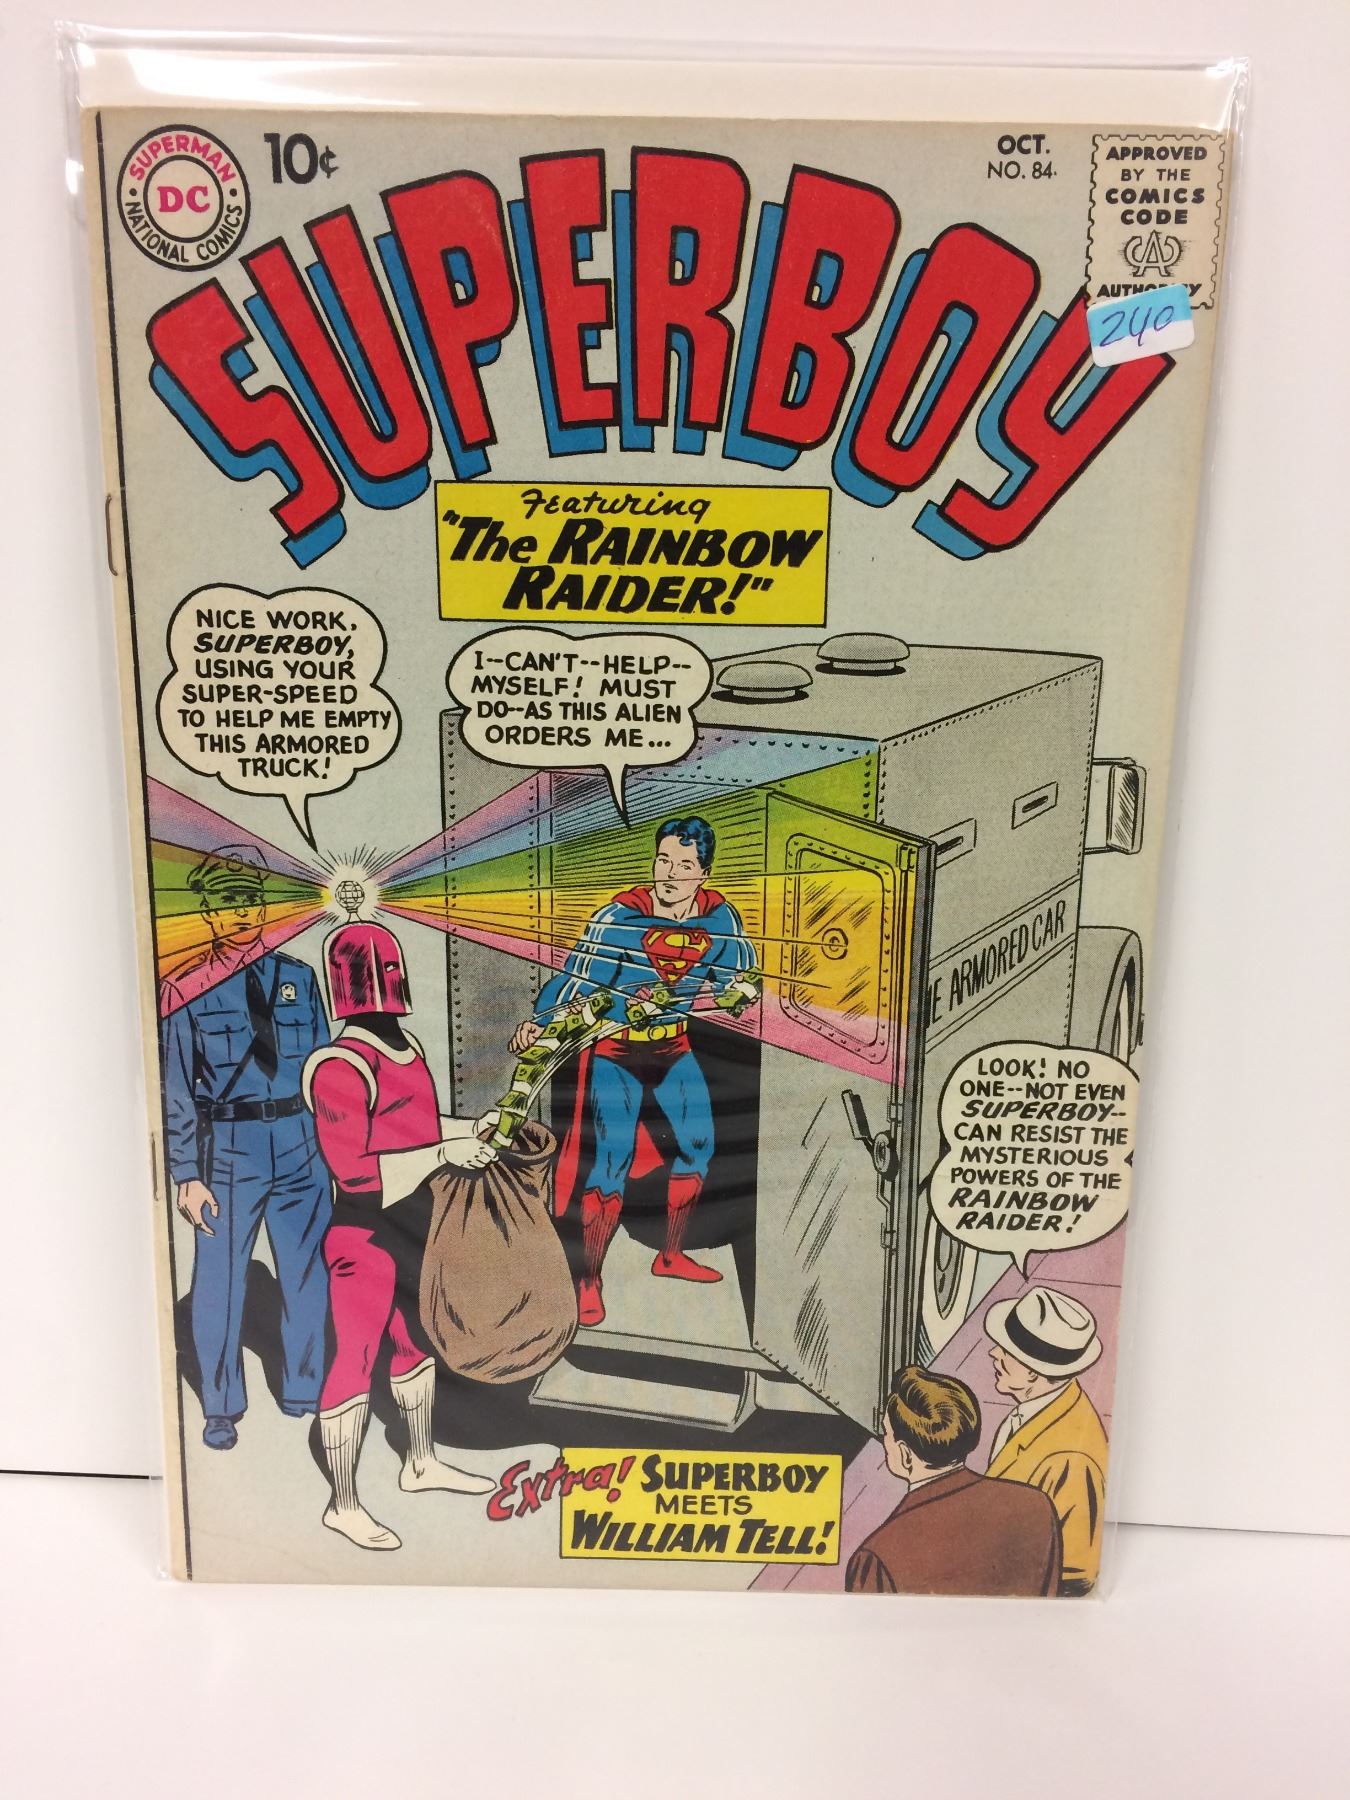 SUPERMAN
DC
NATIONAL COMICS
10¢
OCT.
NO. 84.
APPROVED
BY THE
COMICS
CODE
CA
240
SUPERBOY
Featuring
"The RAINBOW
RAIDER!"
NICE WORK,
SUPERBOY,
USING YOUR
SUPER-SPEED
TO HELP ME EMPTY
THIS ARMORED
TRUCK!
I--CAN'T--HELP--
MYSELF! MUST
DO--AS THIS ALIEN
ORDERS ME...
S
ARMORED CAR
LOOK! NO
ONE--NOT EVEN
SUPERBOY--
CAN RESIST THE
MYSTERIOUS
POWERS OF THE
RAINBOW
RAIDER!
Extra! SUPERBOY
MEETS
WILLIAM TELL!